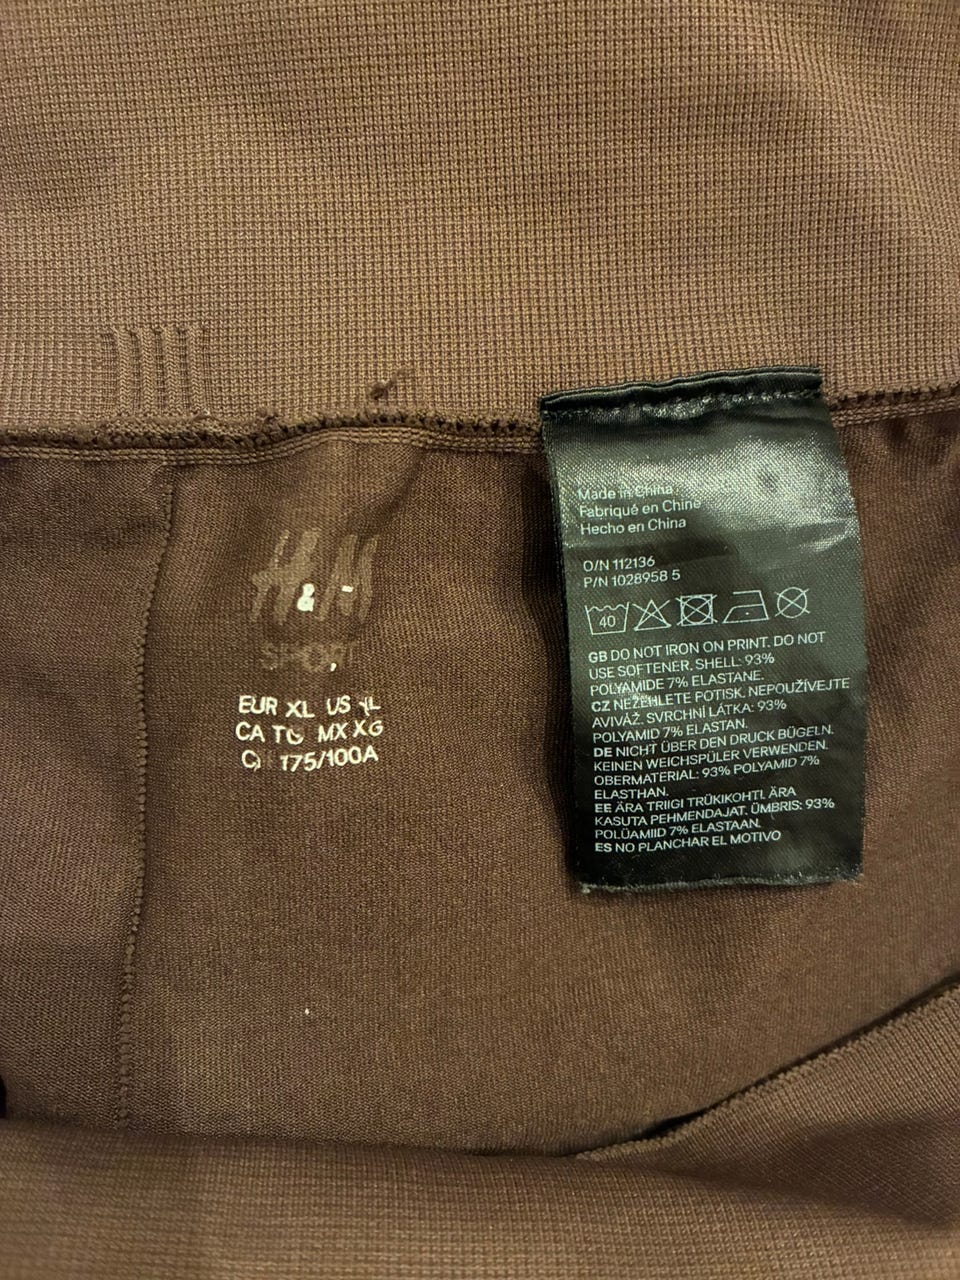 H&M
SPORT
EUR XL US XL
CA TG MX XG
CN 175/100A
Made in China
Fabriqué en Chine
Hecho en China
O/N 112136
P/N 1028958 5
40
GB DO NOT IRON ON PRINT. DO NOT
USE SOFTENER. SHELL: 93%
POLYAMIDE 7% ELASTANE.
CZ NEŽEHLETE POTISK. NEPOUŽÍVEJTE
AVIVÁŽ. SVRCHNÍ LÁTKA: 93%
POLYAMID 7% ELASTAN.
DE NICHT ÜBER DEN DRUCK BÜGELN.
KEINEN WEICHSPÜLER VERWENDEN.
OBERMATERIAL: 93% POLYAMID 7%
ELASTHAN.
EE ÄRA TRIIGI TRÜKIKOHTI. ÄRA
KASUTA PEHMENDAJAT. ÜMBRIS: 93%
POLÜAMIID 7% ELASTAAN.
ES NO PLANCHAR EL MOTIVO